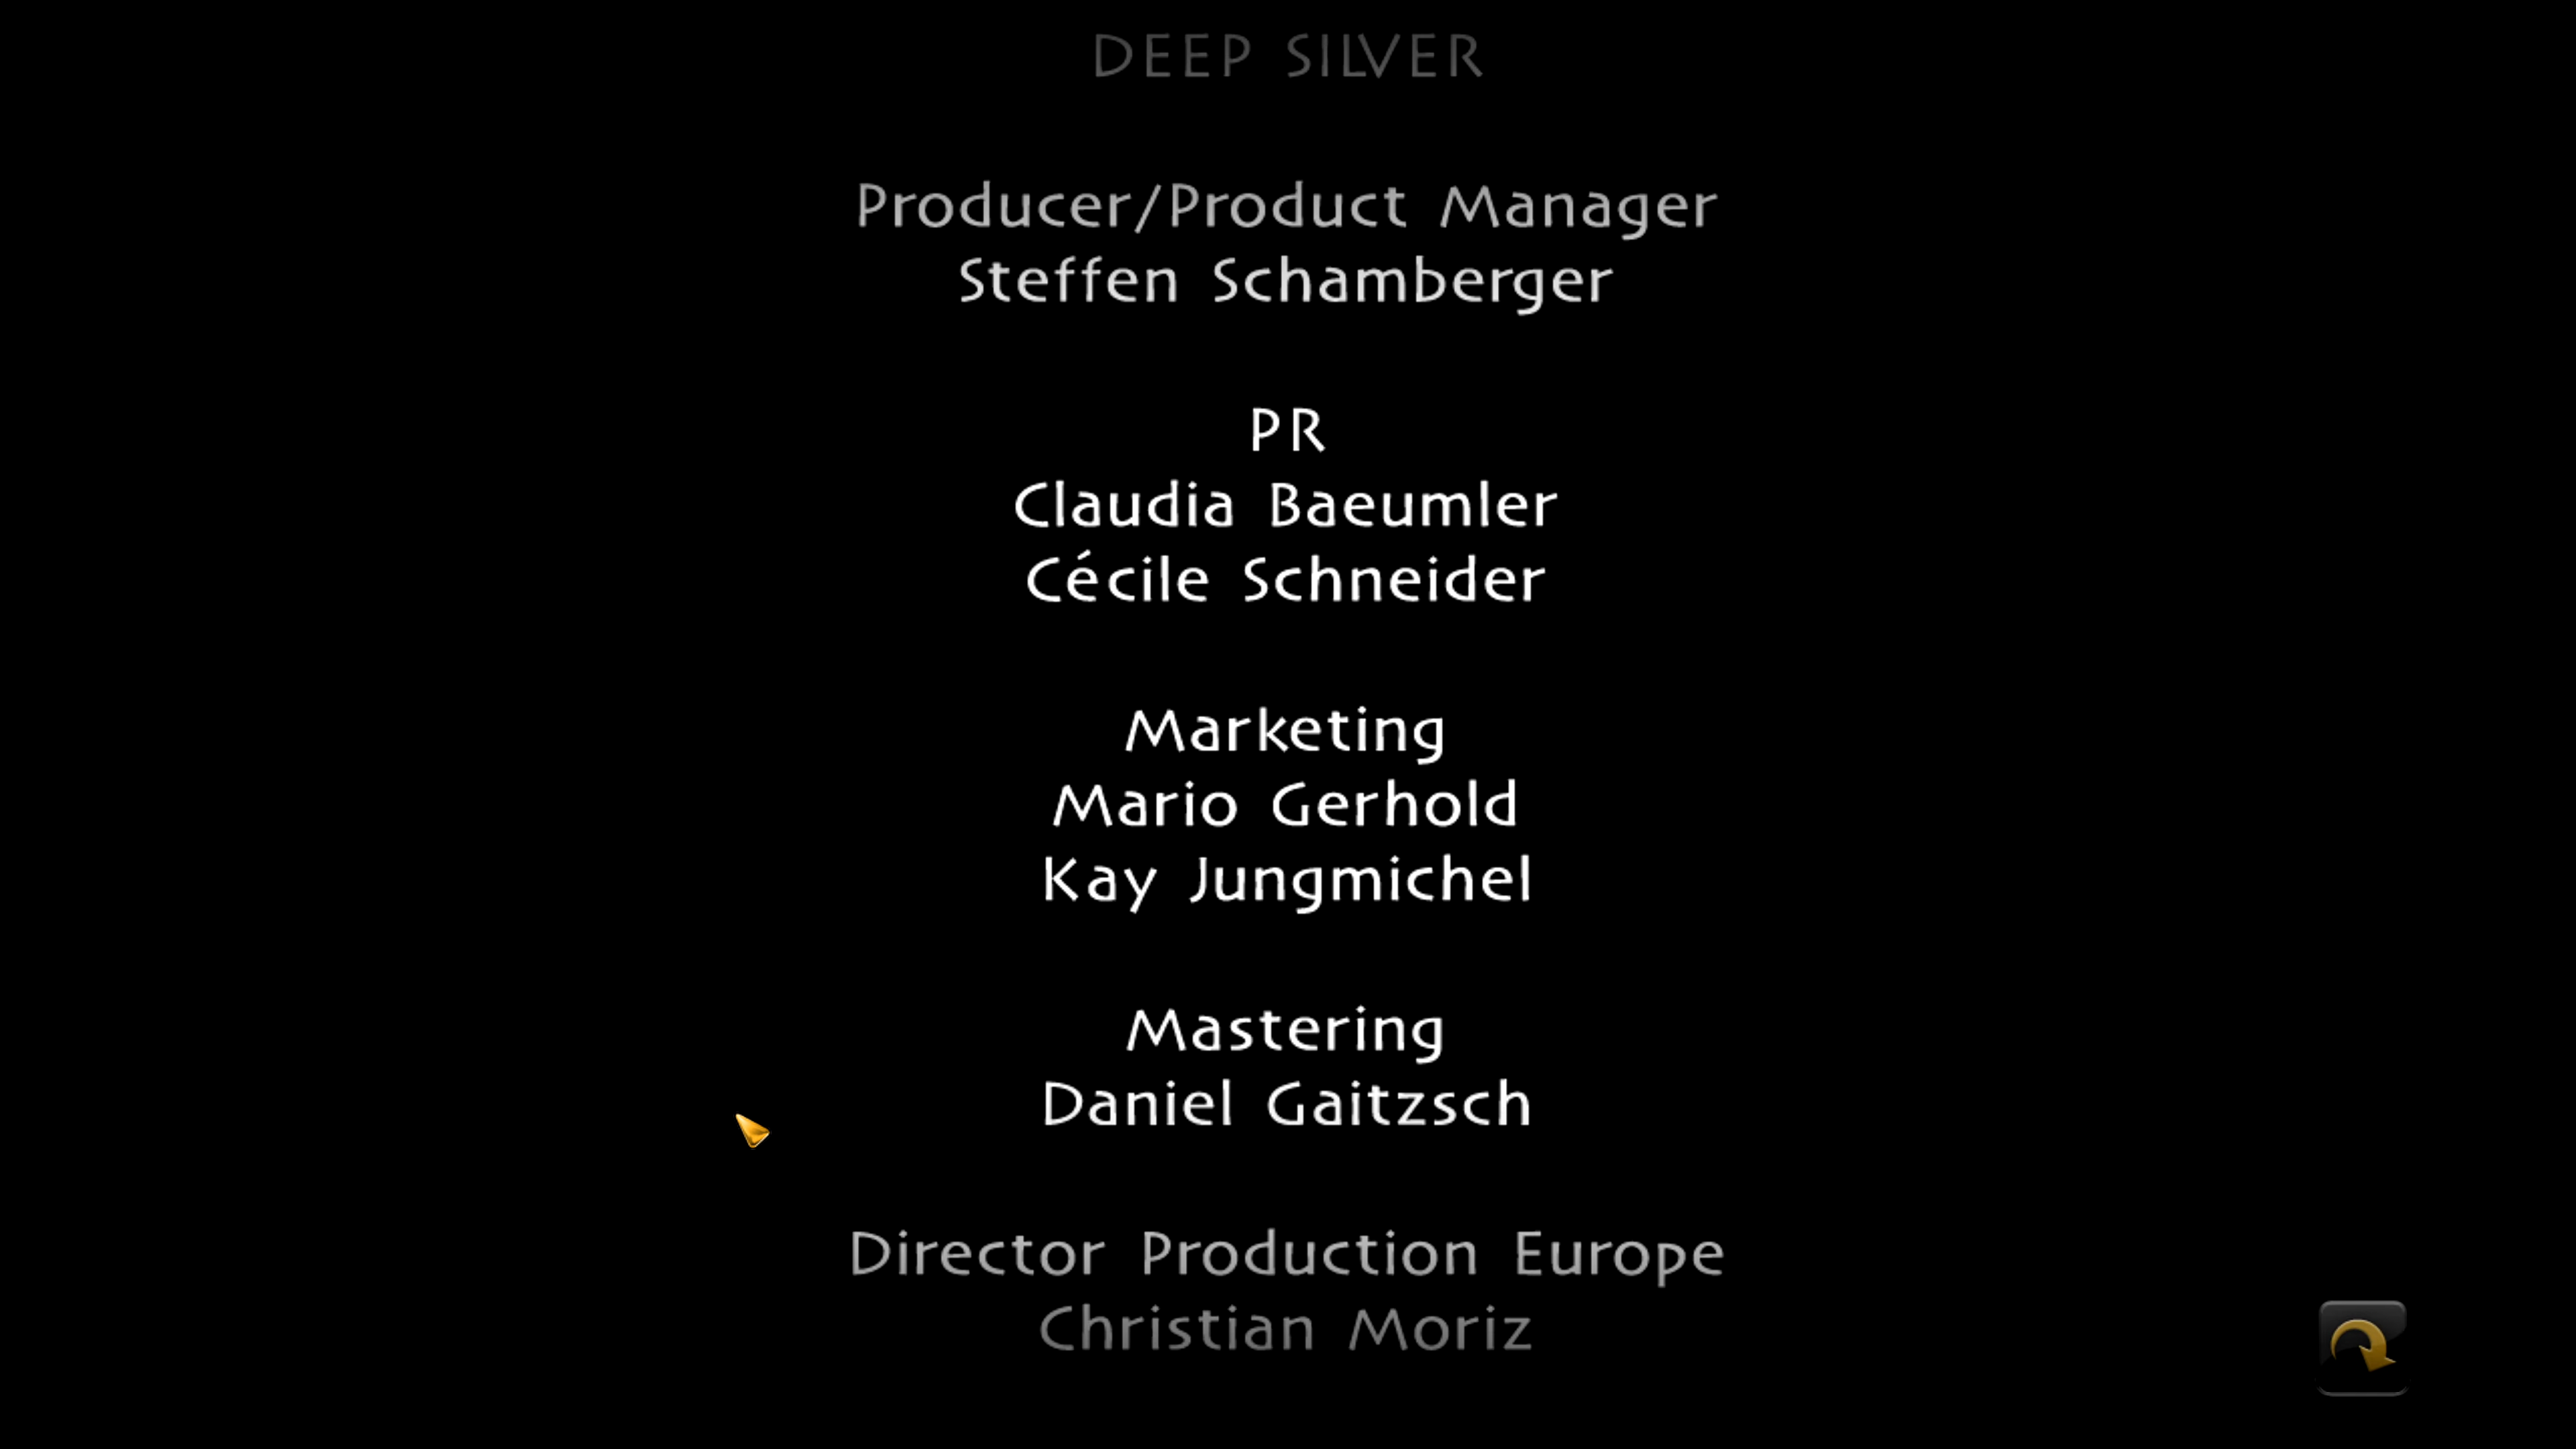 DEEP SILVER
Producer/Product Manager
Steffen Schamberger
PR
Claudia Baeumler
Cécile Schneider
Marketing
Mario Gerhold
Kay Jungmichel
Mastering
Daniel Gaitzsch
Director Production Europe
Christian Moriz